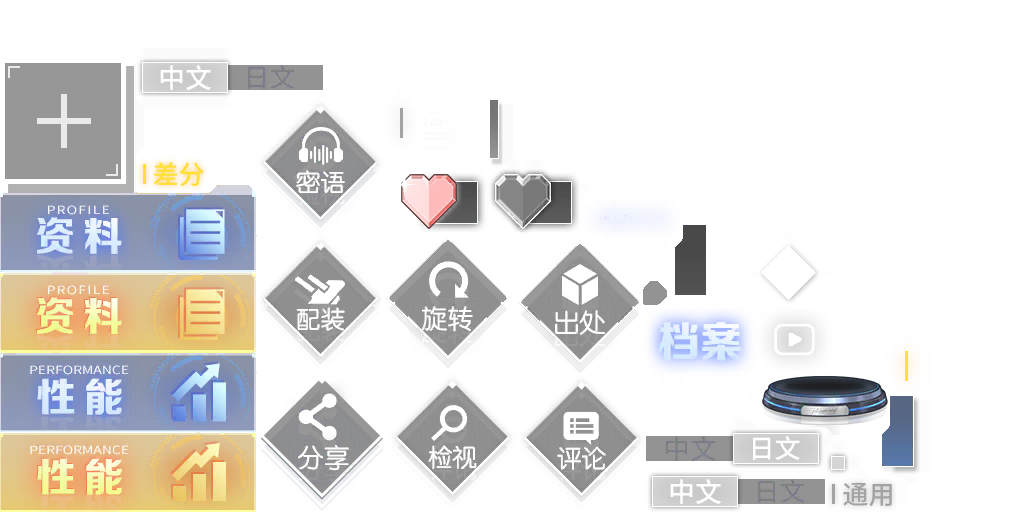 中文 日文
差分
密语
PROFILE
资料
PROFILE
资料
配装
旋转
出处
档案
PERFORMANCE
性能
PERFORMANCE
性能
分享
检视
评论
中文 日文
中文 日文
通用